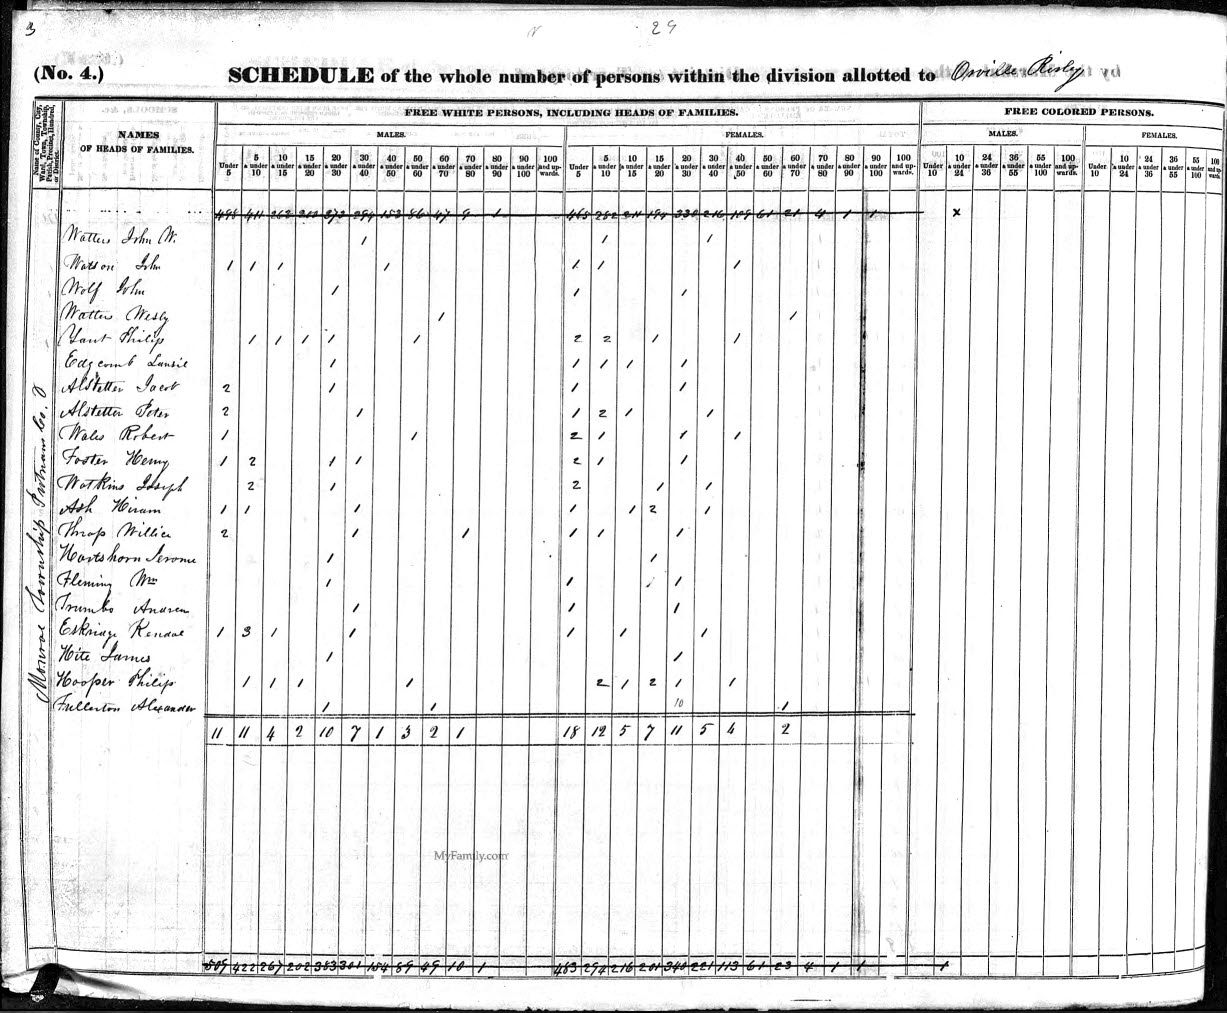 3 29
(No. 4.) SCHEDULE of the whole number of persons within the division allotted to Orville Risly
Name of County, City, Ward, Town, Township, Parish, Precinct, Hundred, or District.
NAMES OF HEADS OF FAMILIES.
FREE WHITE PERSONS, INCLUDING HEADS OF FAMILIES.
FREE COLORED PERSONS.
MALES. FEMALES. MALES. FEMALES.
Under 5 5 & under 10 10 & under 15 15 & under 20 20 & under 30 30 & under 40 40 & under 50 50 & under 60 60 & under 70 70 & under 80 80 & under 90 90 & under 100 100 and upwards. Under 5 5 & under 10 10 & under 15 15 & under 20 20 & under 30 30 & under 40 40 & under 50 50 & under 60 60 & under 70 70 & under 80 80 & under 90 90 & under 100 100 and upwards. Under 10 10 & under 24 24 & under 36 36 & under 55 55 & under 100 100 and upwards. Under 10 10 & under 24 24 & under 36 36 & under 55 55 & under 100 100 and upwards.
498 411 262 202 373 294 153 86 47 9 1 465 282 211 194 330 216 109 61 21 4 1 1 x
Watters John W. 1 1 1
Watson John 1 1 1 1 1 1 1
Wolf John 1 1 1
Watters Wesly 1 1
Yant Philip 1 1 1 1 1 2 2 1 1
Edgcomb 1 1 1 1 1
Alstetter Jacob 2 1 1 1
Alstetter Peter 2 1 1 2 1 1
Wales Robert 1 1 2 1 1 1
Foster Henry 1 2 1 1 2 1 1
Watkins Joseph 2 1 2 1 1
Ash Hiram 1 1 1 1 1 2 1
Throp 2 1 1 1 1 1
Hartshorn Jerome 1 1
Fleming Wm 1 1 1
Trumbo Andrew 1 1 1
Eskridge Kendal 1 3 1 1 1 1 1
Hite James 1 1
Hooper Philip 1 1 1 1 2 1 2 1 1
Fullerton Alexander 1 1 10 1
11 11 4 2 10 7 1 3 2 1 18 12 5 7 11 5 4 2
Monroe Township Putnam Co. O
MyFamily.com
509 422 267 202 383 301 154 89 49 10 1 483 294 216 201 340 221 113 61 23 4 1 1 1